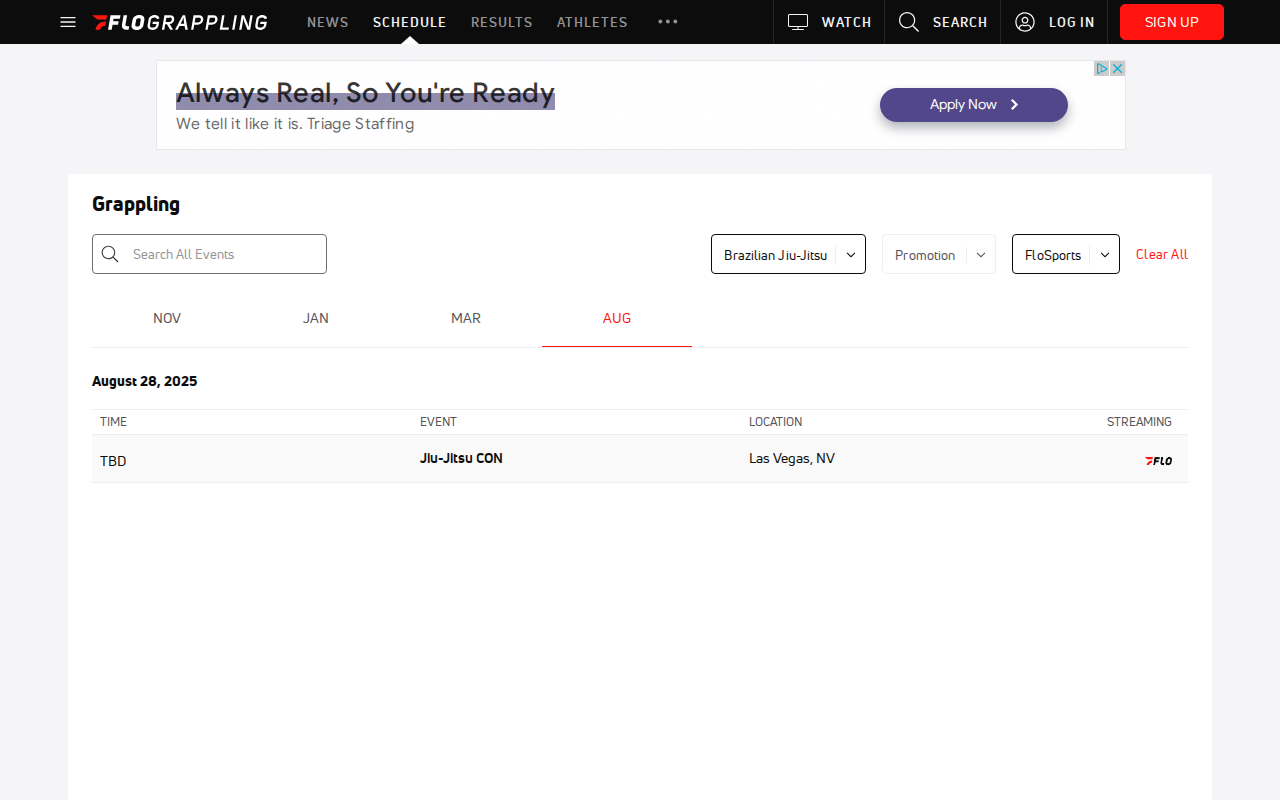 FLOGRAPPLING NEWS SCHEDULE RESULTS ATHLETES WATCH SEARCH LOG IN SIGN UP
Always Real, So You're Ready
We tell it like it is. Triage Staffing
Apply Now
Grappling
Search All Events
Brazilian Jiu-Jitsu Promotion FloSports Clear All
NOV JAN MAR AUG
August 28, 2025
TIME EVENT LOCATION STREAMING
TBD Jiu-Jitsu CON Las Vegas, NV FLO